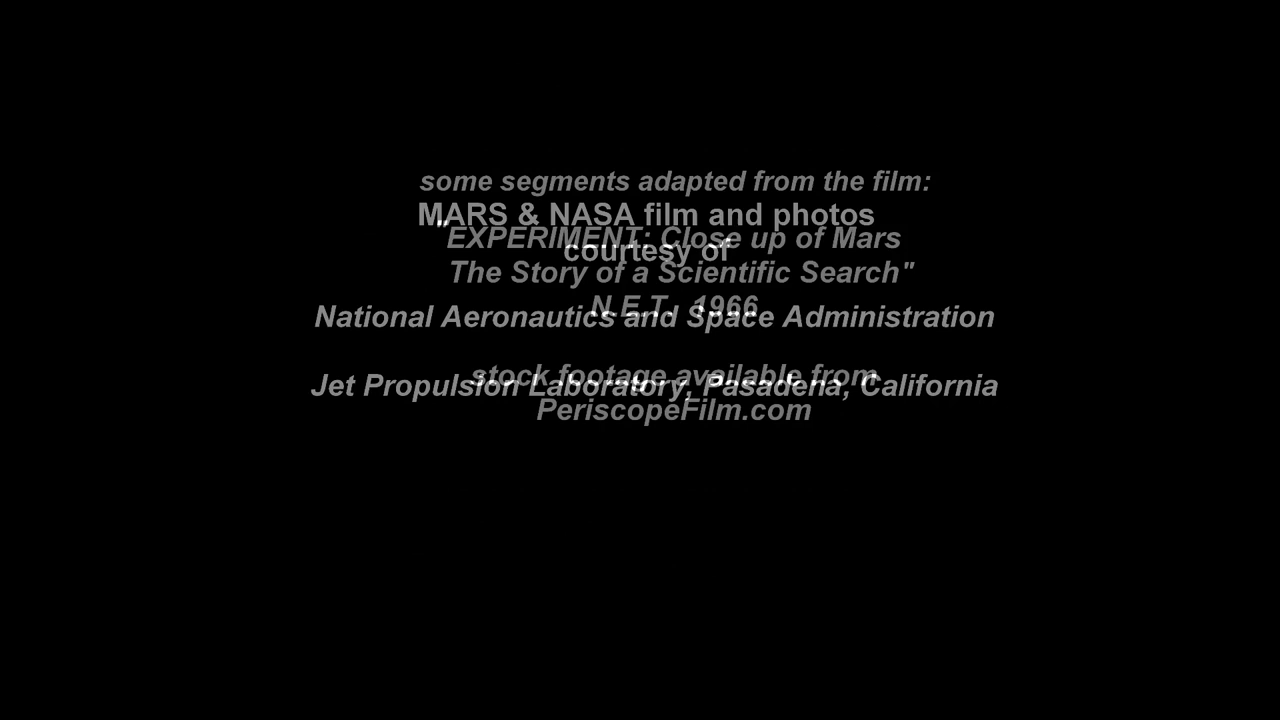 some segments adapted from the film:
"EXPERIMENT: Close up of Mars
The Story of a Scientific Search"
N.E.T. 1966
stock footage available from
PeriscopeFilm.com
MARS & NASA film and photos
courtesy of
National Aeronautics and Space Administration
Jet Propulsion Laboratory, Pasadena, California